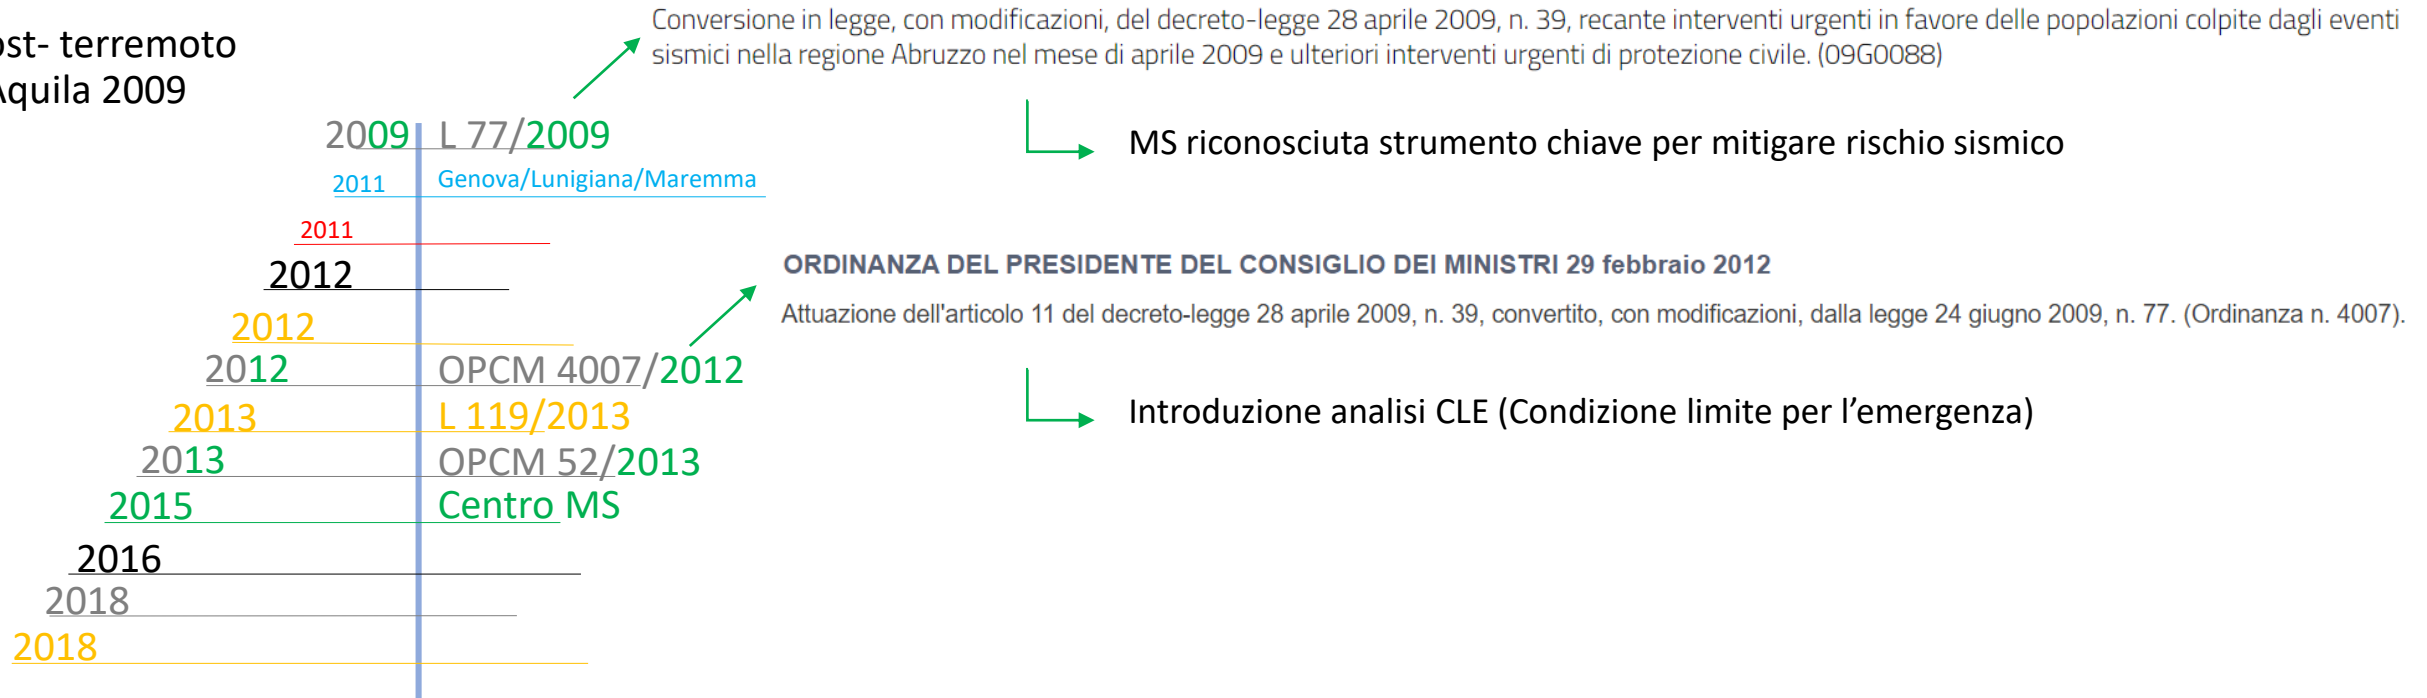 Conversione in legge, con modificazioni, del decreto-legge 28 aprile 2009, n. 39, recante interventi urgenti in favore delle popolazioni colpite dagli eventi
sismici nella regione Abruzzo nel mese di aprile 2009 e ulteriori interventi urgenti di protezione civile. (09G0088)
ost- terremoto
Aquila 2009
2009 L 77/2009
MS riconosciuta strumento chiave per mitigare rischio sismico
2011 Genova/Lunigiana/Maremma
2011
2012
ORDINANZA DEL PRESIDENTE DEL CONSIGLIO DEI MINISTRI 29 febbraio 2012
Attuazione dell'articolo 11 del decreto-legge 28 aprile 2009, n. 39, convertito, con modificazioni, dalla legge 24 giugno 2009, n. 77. (Ordinanza n. 4007).
2012
2012 OPCM 4007/2012
2013 L 119/2013
Introduzione analisi CLE (Condizione limite per l’emergenza)
2013 OPCM 52/2013
2015 Centro MS
2016
2018
2018